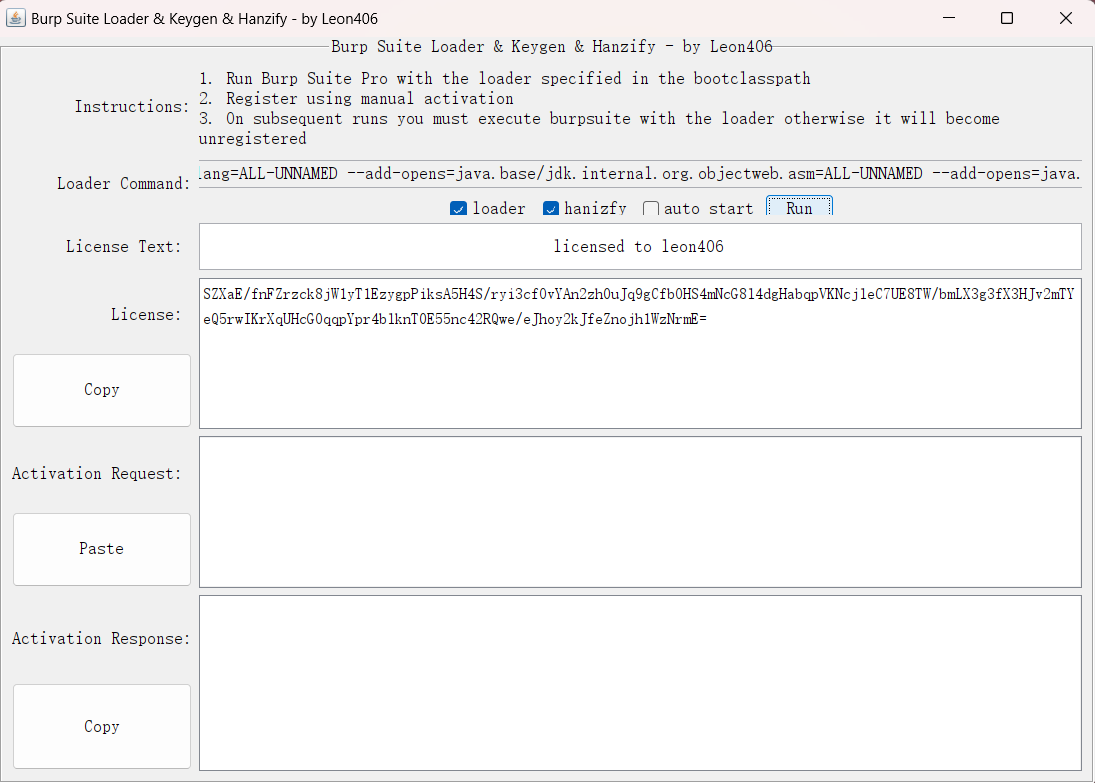 Burp Suite Loader & Keygen & Hanzify - by Leon406
Burp Suite Loader & Keygen & Hanzify - by Leon406
Instructions:
1. Run Burp Suite Pro with the loader specified in the bootclasspath
2. Register using manual activation
3. On subsequent runs you must execute burpsuite with the loader otherwise it will become
unregistered
Loader Command:
lang=ALL-UNNAMED --add-opens=java.base/jdk.internal.org.objectweb.asm=ALL-UNNAMED --add-opens=java.
loader hanizfy auto start Run
License Text:
licensed to leon406
License:
SZXaE/fnFZrzck8jW1yT1EzygpPiksA5H4S/ryi3cf0vYAn2zh0uJq9gCfb0HS4mNcG8l4dgHabqpVKNcjleC7UE8TW/bmLX3g3fX3HJv2mTY
eQ5rwIKrXqUHcG0qqpYpr4blknT0E55nc42RQwe/eJhoy2kJfeZnojh1WzNrmE=
Copy
Activation Request:
Paste
Activation Response:
Copy